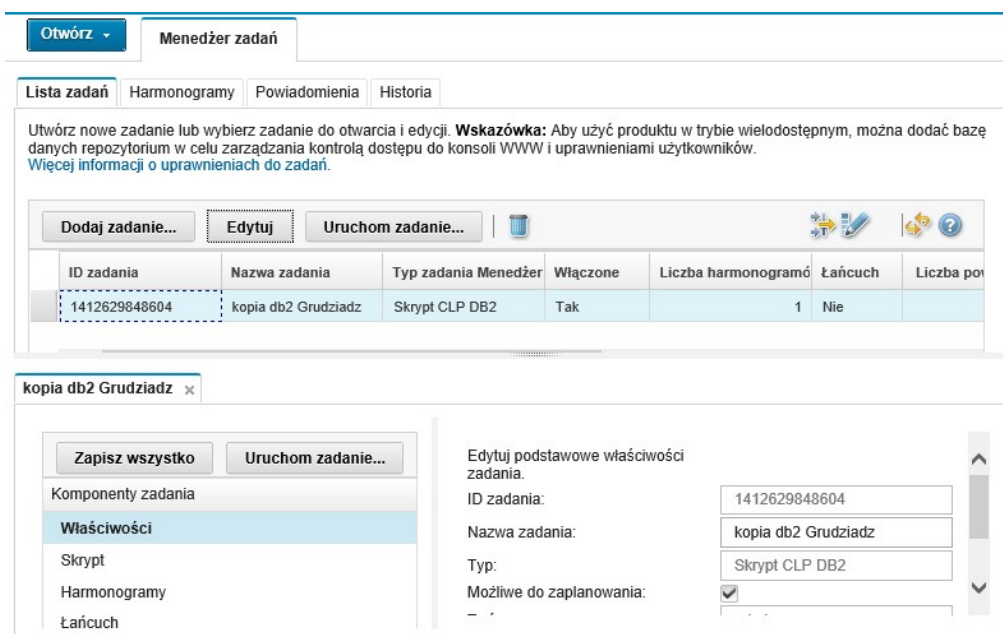 Otwórz
Menedżer zadań
Lista zadań Harmonogramy Powiadomienia Historia
Utwórz nowe zadanie lub wybierz zadanie do otwarcia i edycji. Wskazówka: Aby użyć produktu w trybie wielodostępnym, można dodać bazę
danych repozytorium w celu zarządzania kontrolą dostępu do konsoli WWW i uprawnieniami użytkowników.
Więcej informacji o uprawnieniach do zadań.
Dodaj zadanie... Edytuj Uruchom zadanie...
ID zadania Nazwa zadania Typ zadania Menedżer Włączone Liczba harmonogramó Łańcuch Liczba pov
1412629848604 kopia db2 Grudziadz Skrypt CLP DB2 Tak 1 Nie
kopia db2 Grudziadz
Zapisz wszystko Uruchom zadanie...
Komponenty zadania
Właściwości
Skrypt
Harmonogramy
Łańcuch
Edytuj podstawowe właściwości
zadania.
ID zadania: 1412629848604
Nazwa zadania: kopia db2 Grudziadz
Typ: Skrypt CLP DB2
Możliwe do zaplanowania: